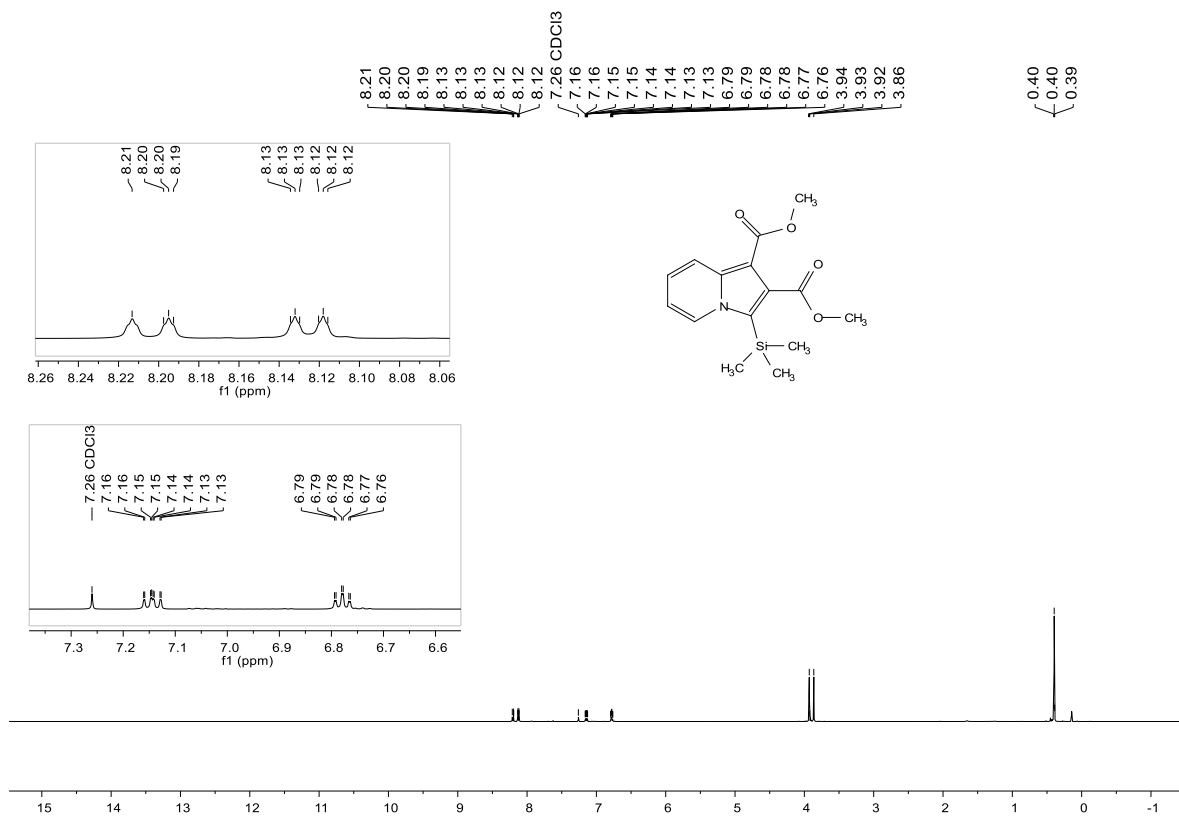 8.21 8.20 8.20 8.19 8.13 8.13 8.13 8.12 8.12 8.12 7.26 CDCl3 7.16 7.16 7.15 7.15 7.14 7.14 7.13 7.13 6.79 6.79 6.78 6.78 6.77 6.76 3.94 3.93 3.92 3.86 0.40 0.40 0.39
8.21 8.20 8.20 8.19 8.13 8.13 8.13 8.12 8.12 8.12
8.26 8.24 8.22 8.20 8.18 8.16 8.14 8.12 8.10 8.08 8.06
f1 (ppm)
CH3
O
O
O
N
O
CH3
Si
CH3
H3C
CH3
7.26 CDCl3 7.16 7.16 7.15 7.15 7.14 7.14 7.13 7.13 6.79 6.79 6.78 6.78 6.77 6.76
7.3 7.2 7.1 7.0 6.9 6.8 6.7 6.6
f1 (ppm)
15 14 13 12 11 10 9 8 7 6 5 4 3 2 1 0 -1